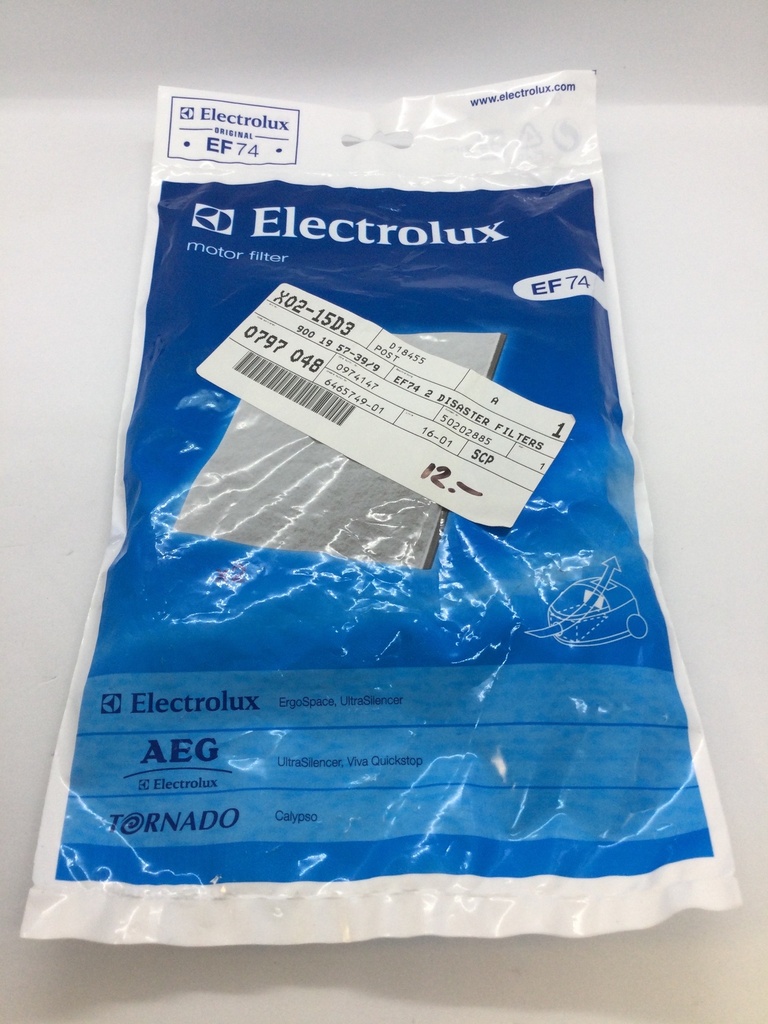 www.electrolux.com
Electrolux
ORIGINAL
• EF74 •
Electrolux
motor filter
EF74
X02-15D3
D18455
POST
A
1
900 19 57-39/9
EF74 2 DISASTER FILTERS
0797 048
0974147
50202885
1
6465749-01
16-01
SCP
12.-
Electrolux ErgoSpace, UltraSilencer
AEG
Electrolux
UltraSilencer, Viva Quickstop
TORNADO Calypso